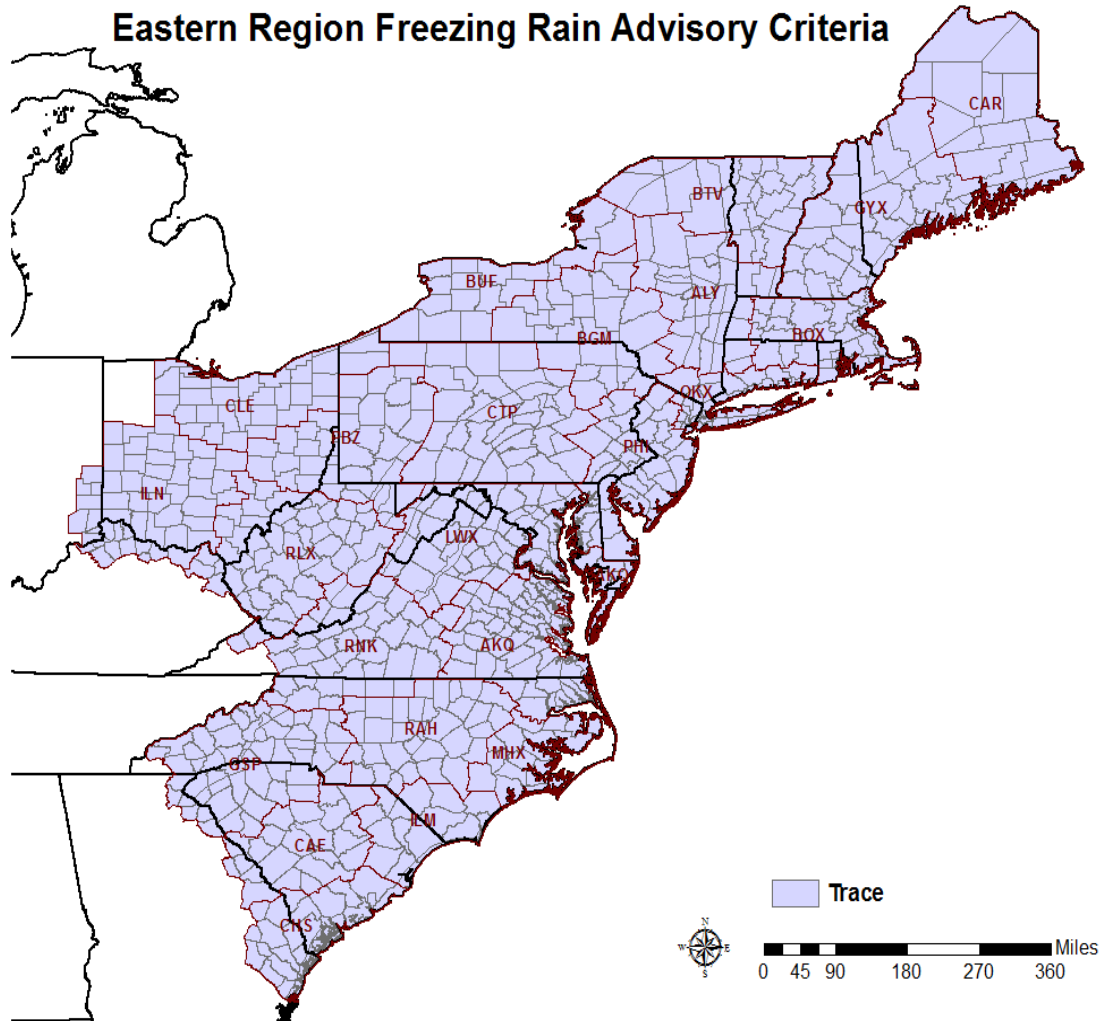 Eastern Region Freezing Rain Advisory Criteria
CAR
BTV
GYX
BUF
ALY
BGM
BOX
OKX
CLE
CTP
PBZ
PHI
ILN
LWX
RLX
AKQ
RNK
AKQ
RAH
MHX
GSP
ILM
CAE
CHS
Trace
N
W E
S
Miles
0 45 90 180 270 360